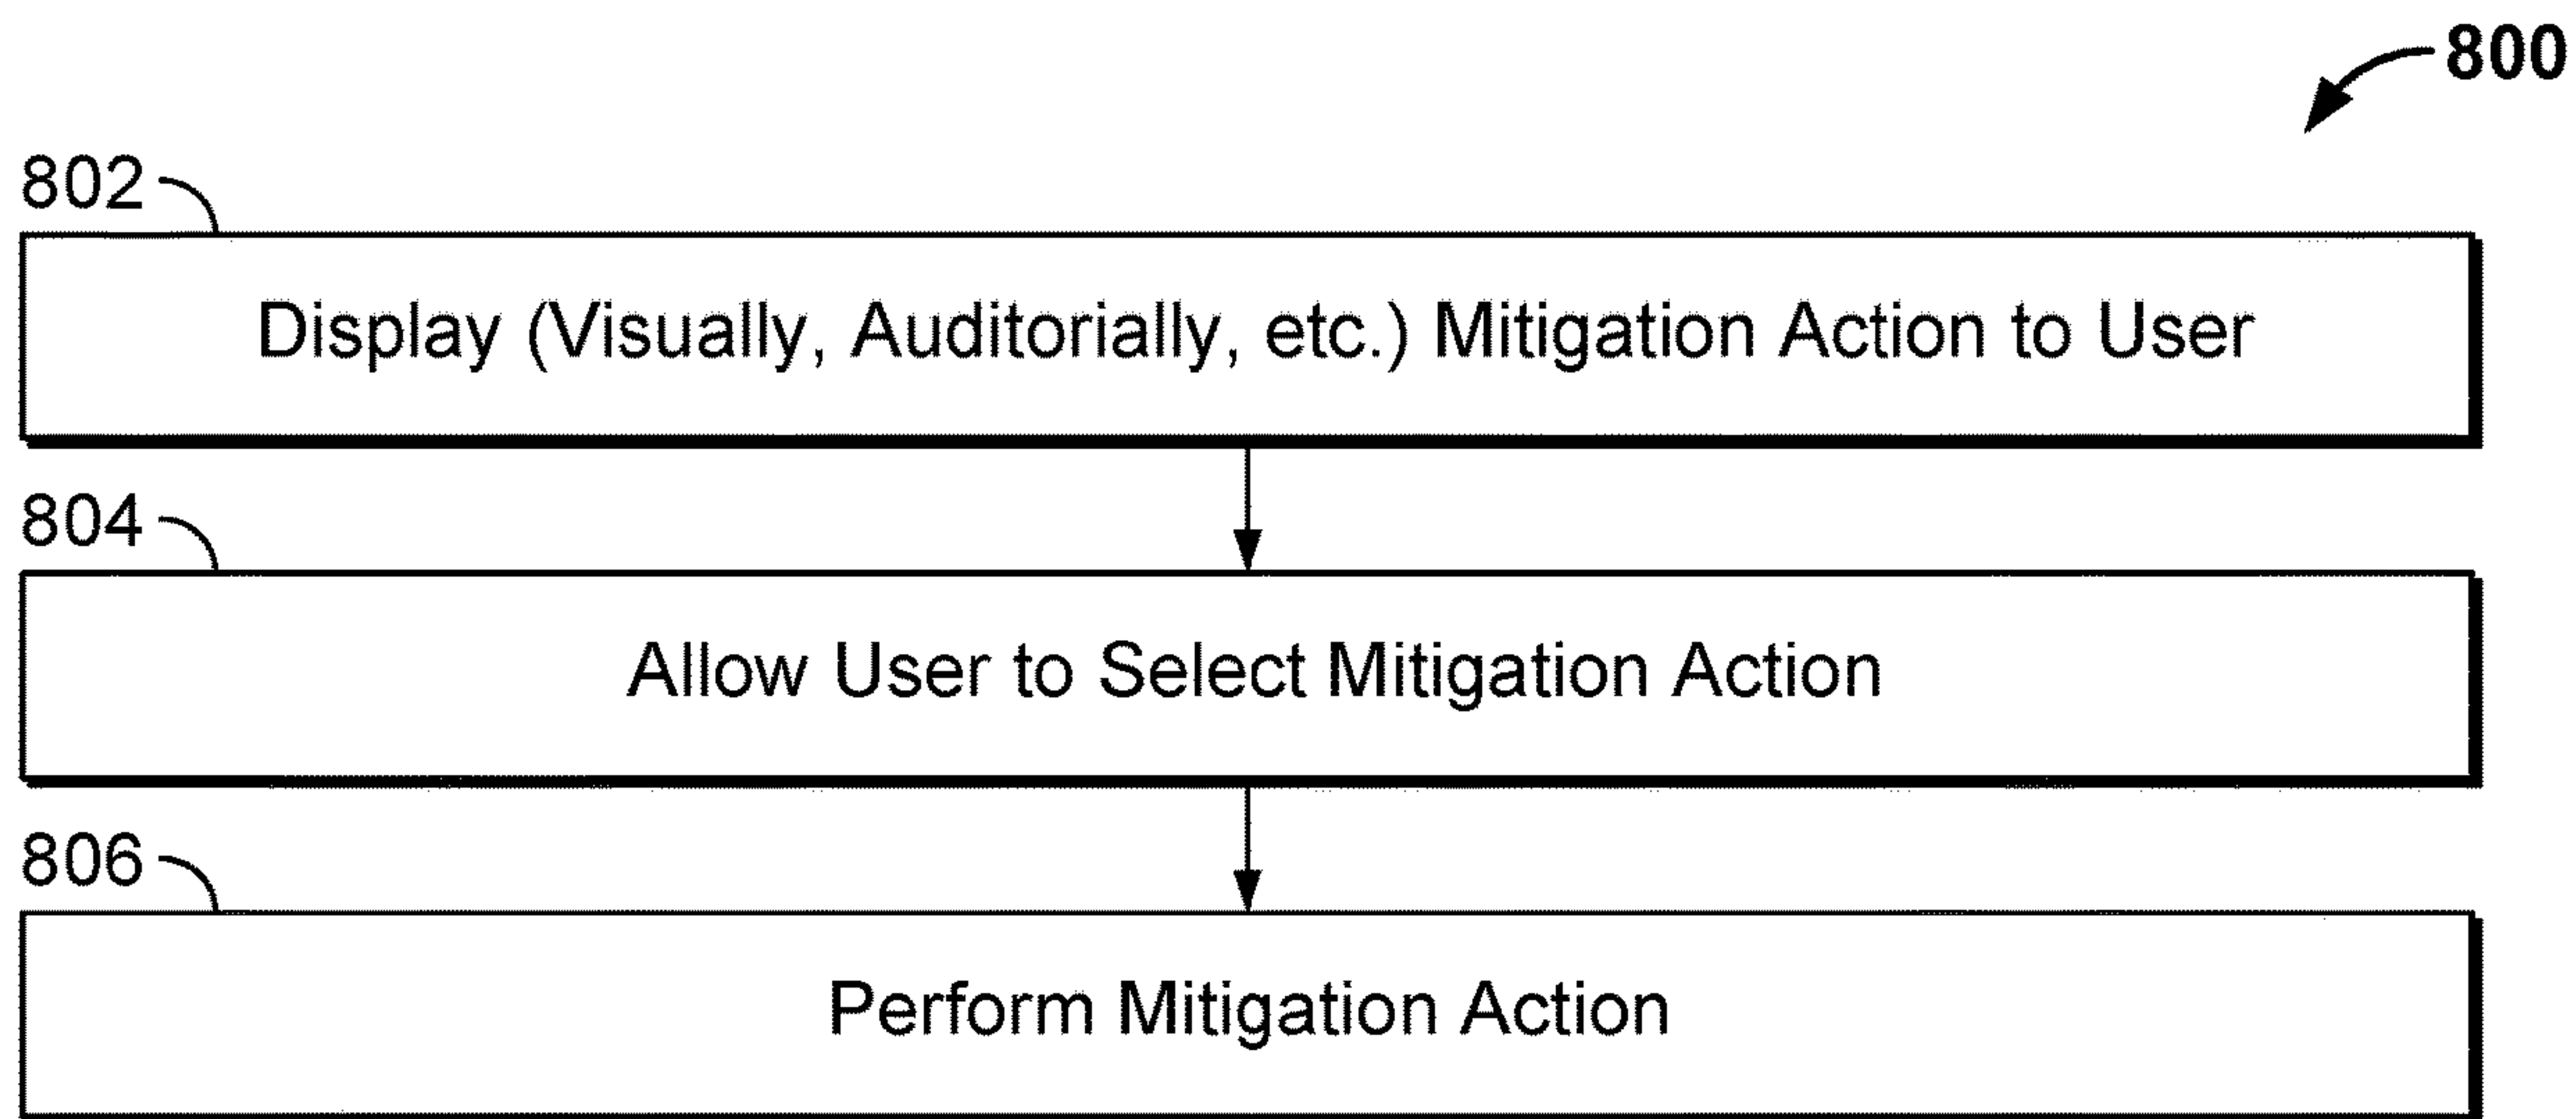 800
802
Display (Visually, Auditorially, etc.) Mitigation Action to User
804
Allow User to Select Mitigation Action
806
Perform Mitigation Action